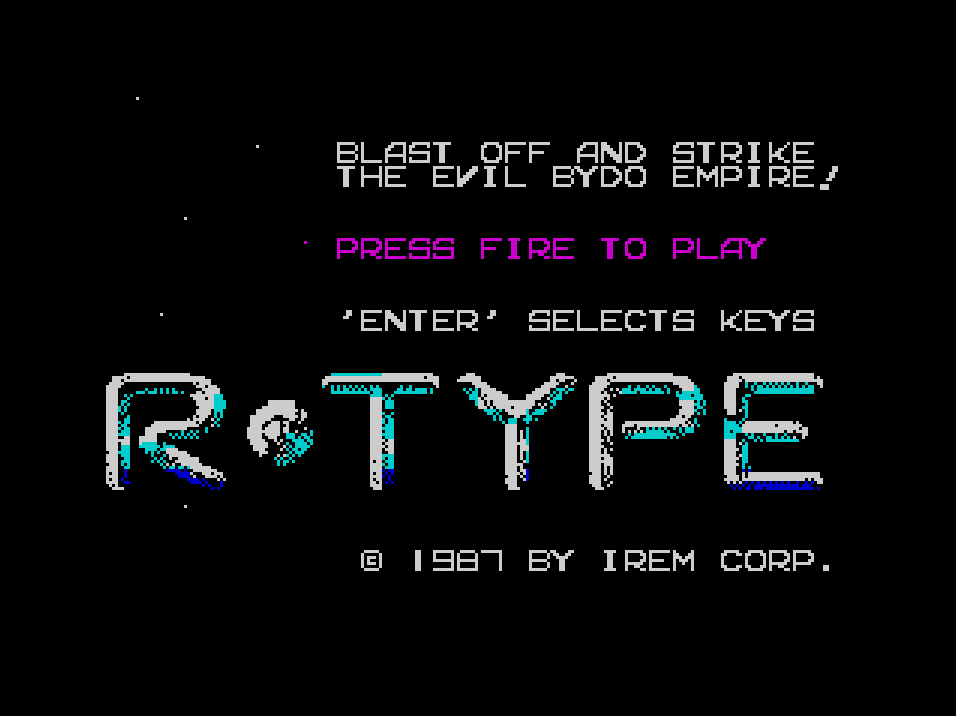 BLAST OFF AND STRIKE
THE EVIL BYDO EMPIRE!
PRESS FIRE TO PLAY
'ENTER' SELECTS KEYS
R•TYPE
© 1987 BY IREM CORP.